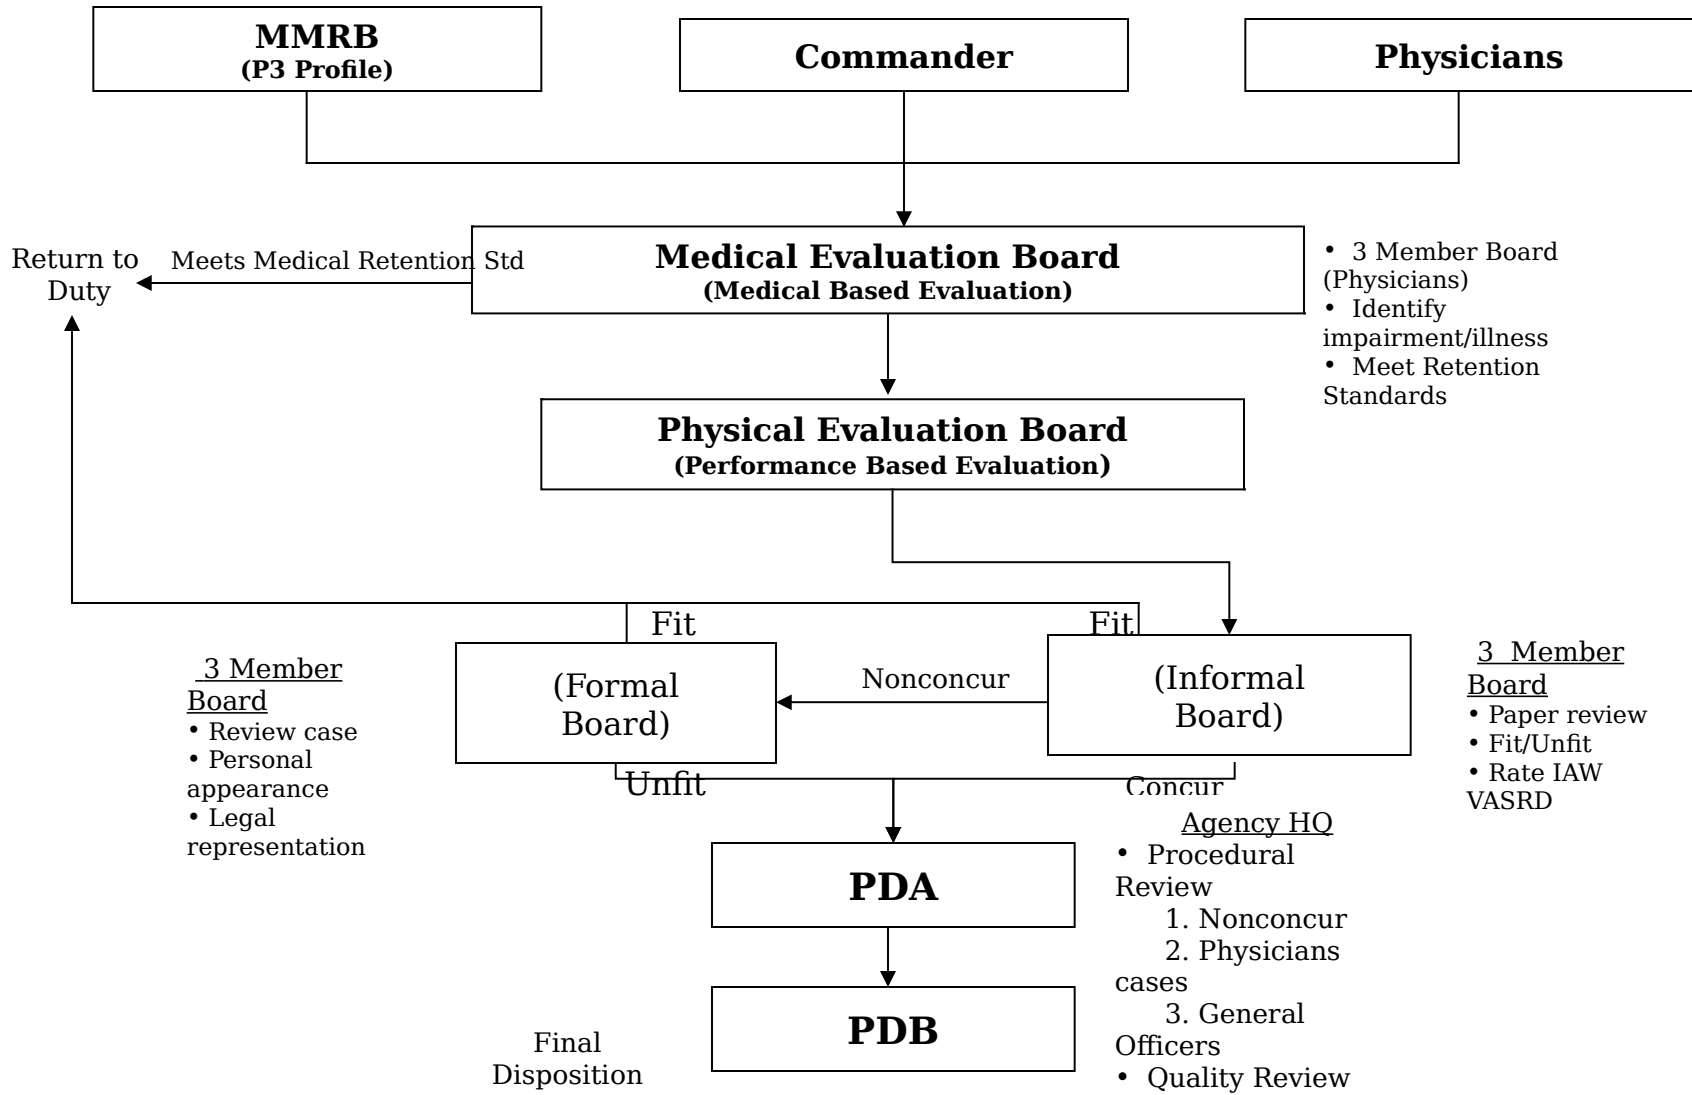 MMRB
(P3 Profile)
Commander
Physicians
Return to
Duty
Meets Medical Retention Std
Medical Evaluation Board
(Medical Based Evaluation)
• 3 Member Board
(Physicians)
• Identify
impairment/illness
• Meet Retention
Standards
Physical Evaluation Board
(Performance Based Evaluation)
Fit
Fit
3 Member
Board
• Review case
• Personal
appearance
• Legal
representation
(Formal
Board)
Nonconcur
(Informal
Board)
3 Member
Board
• Paper review
• Fit/Unfit
• Rate IAW
VASRD
Unfit
Concur
PDA
Agency HQ
• Procedural
Review
1. Nonconcur
2. Physicians
cases
3. General
Officers
• Quality Review
PDB
Final
Disposition